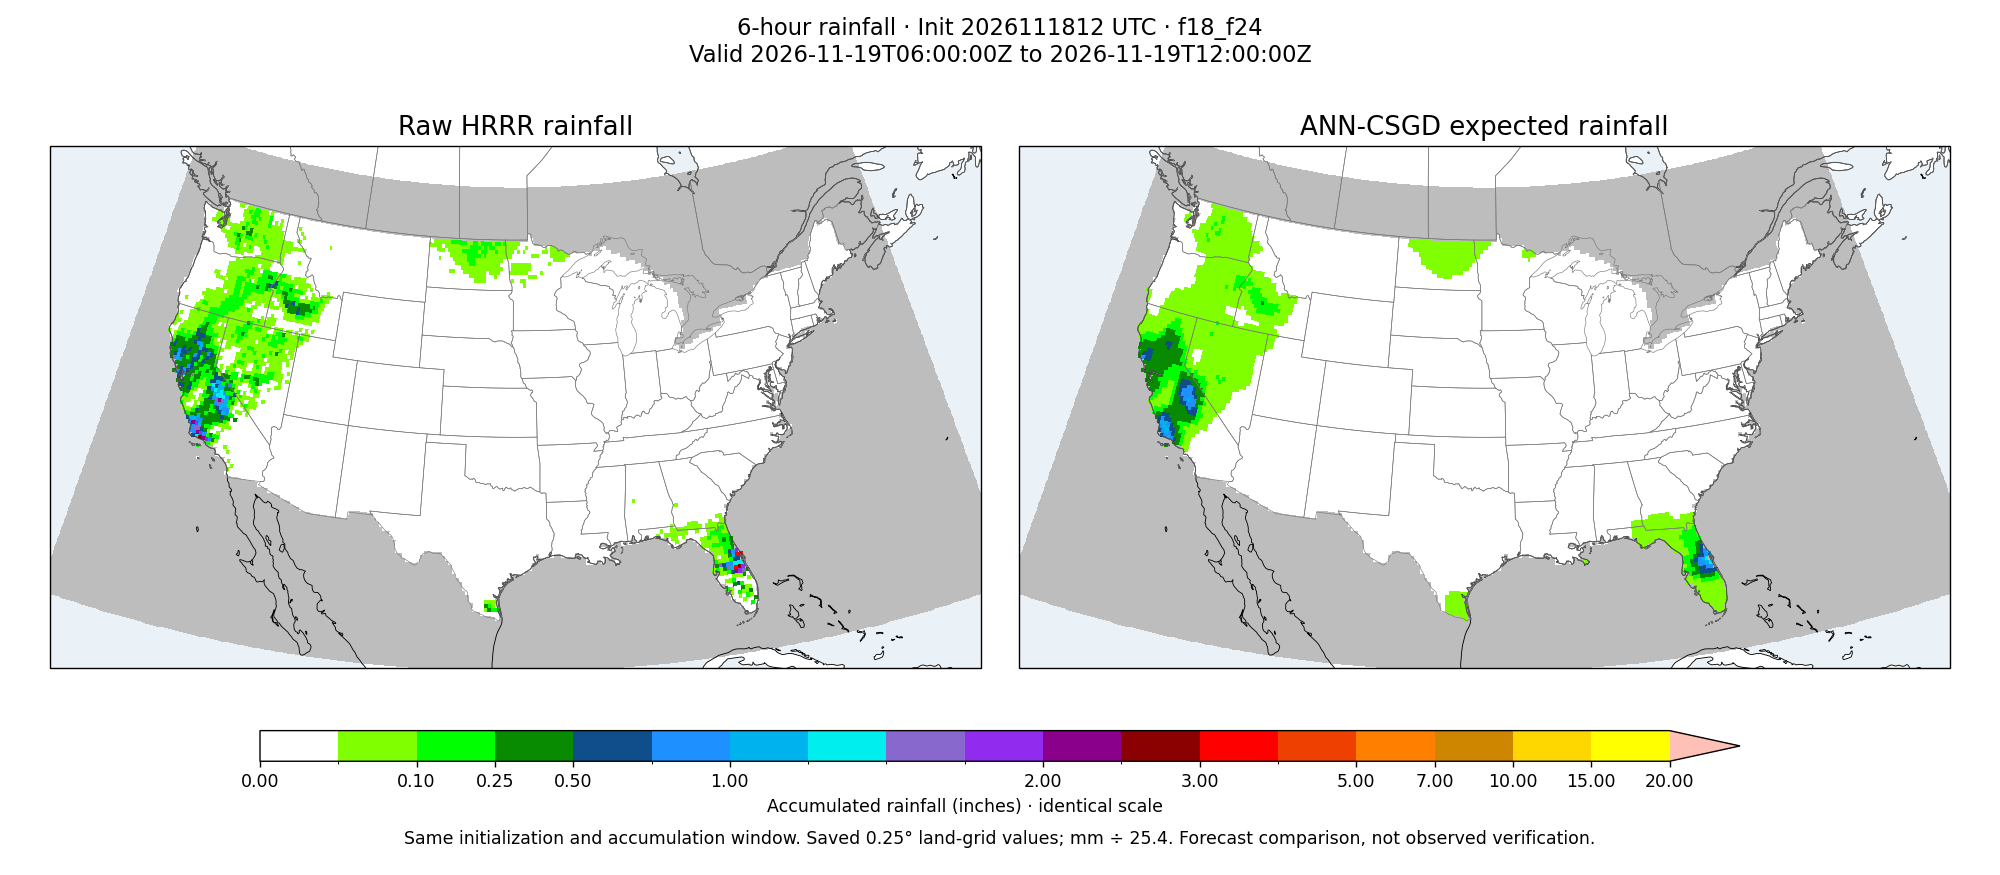 6-hour rainfall · Init 2026111812 UTC · f18_f24
Valid 2026-11-19T06:00:00Z to 2026-11-19T12:00:00Z
Raw HRRR rainfall
ANN-CSGD expected rainfall
0.00 0.10 0.25 0.50 1.00 2.00 3.00 5.00 7.00 10.00 15.00 20.00
Accumulated rainfall (inches) · identical scale
Same initialization and accumulation window. Saved 0.25° land-grid values; mm ÷ 25.4. Forecast comparison, not observed verification.